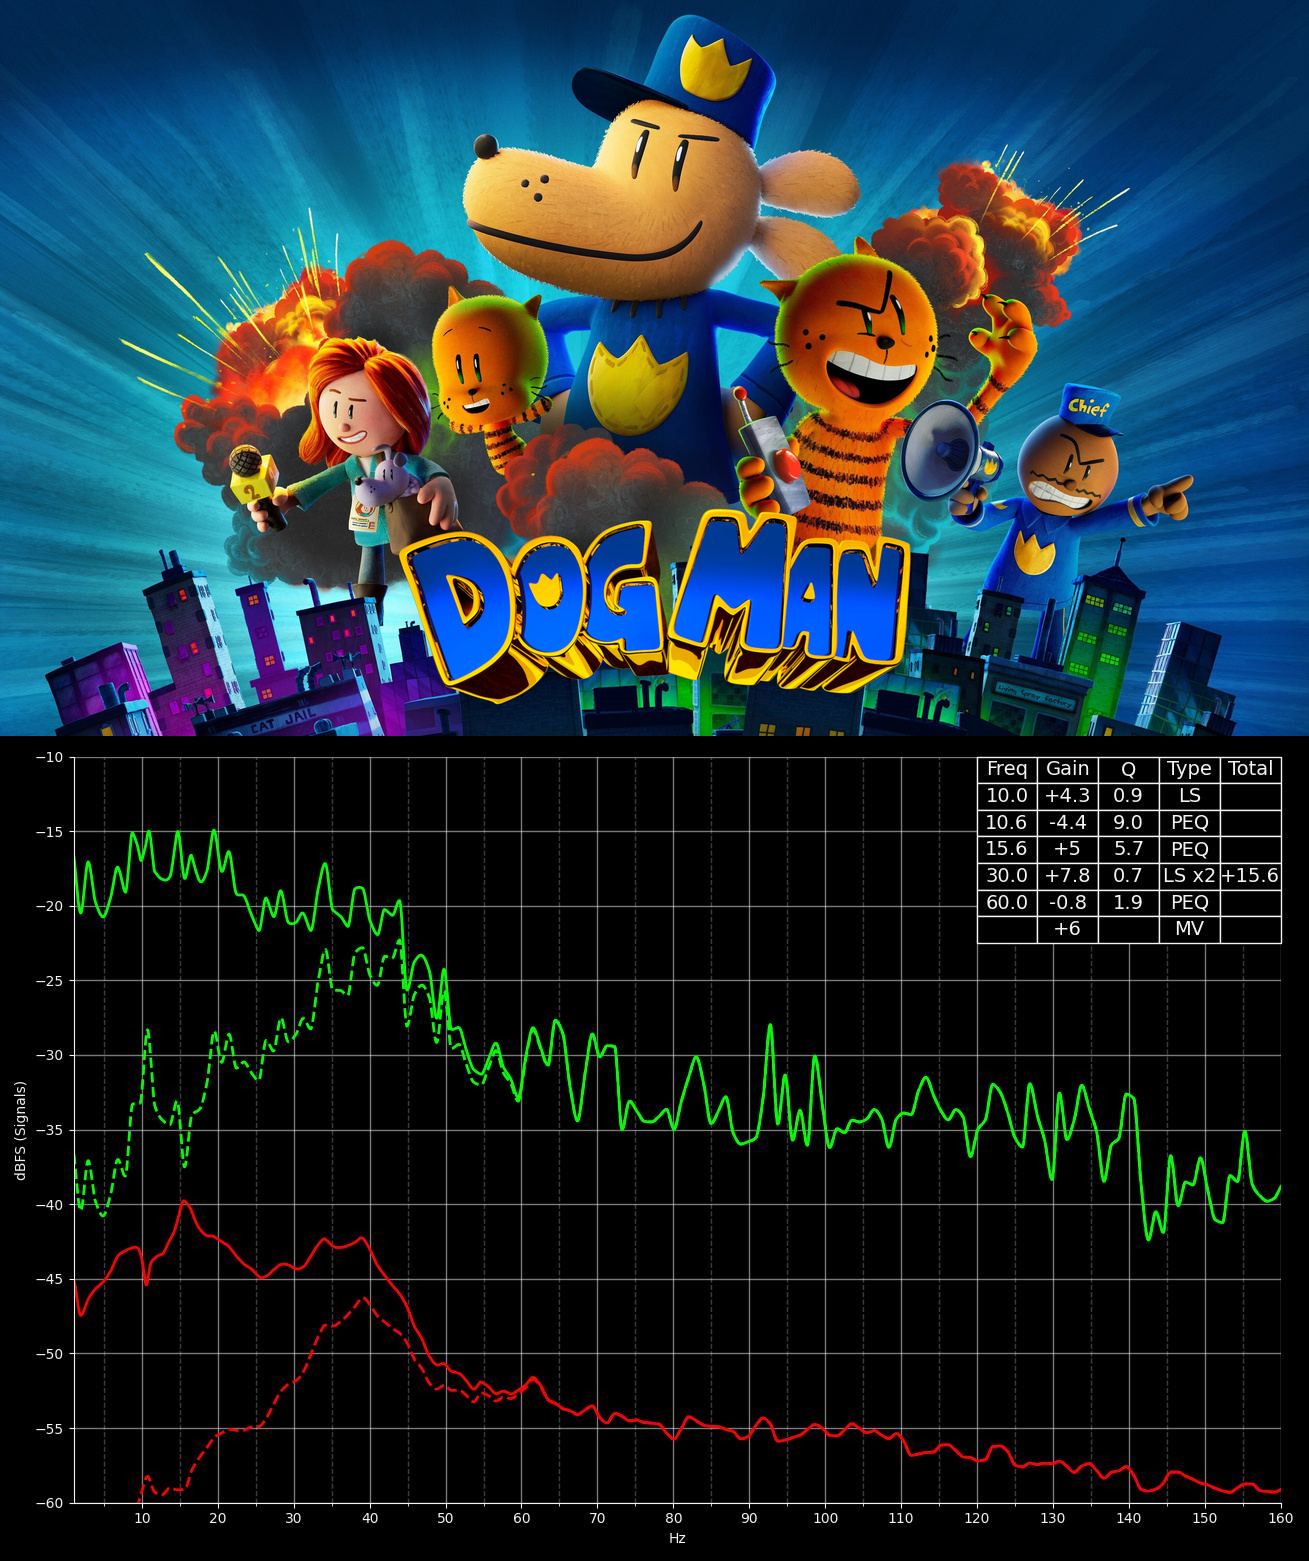 Chief
2
DOG MAN
CAT JAIL
Living Spray Factory
Freq Gain Q Type Total
10.0 +4.3 0.9 LS
10.6 -4.4 9.0 PEQ
15.6 +5 5.7 PEQ
30.0 +7.8 0.7 LS x2 +15.6
60.0 -0.8 1.9 PEQ
+6 MV
−10
−15
−20
−25
−30
−35
−40
−45
−50
−55
−60
dBFS (Signals)
10 20 30 40 50 60 70 80 90 100 110 120 130 140 150 160
Hz